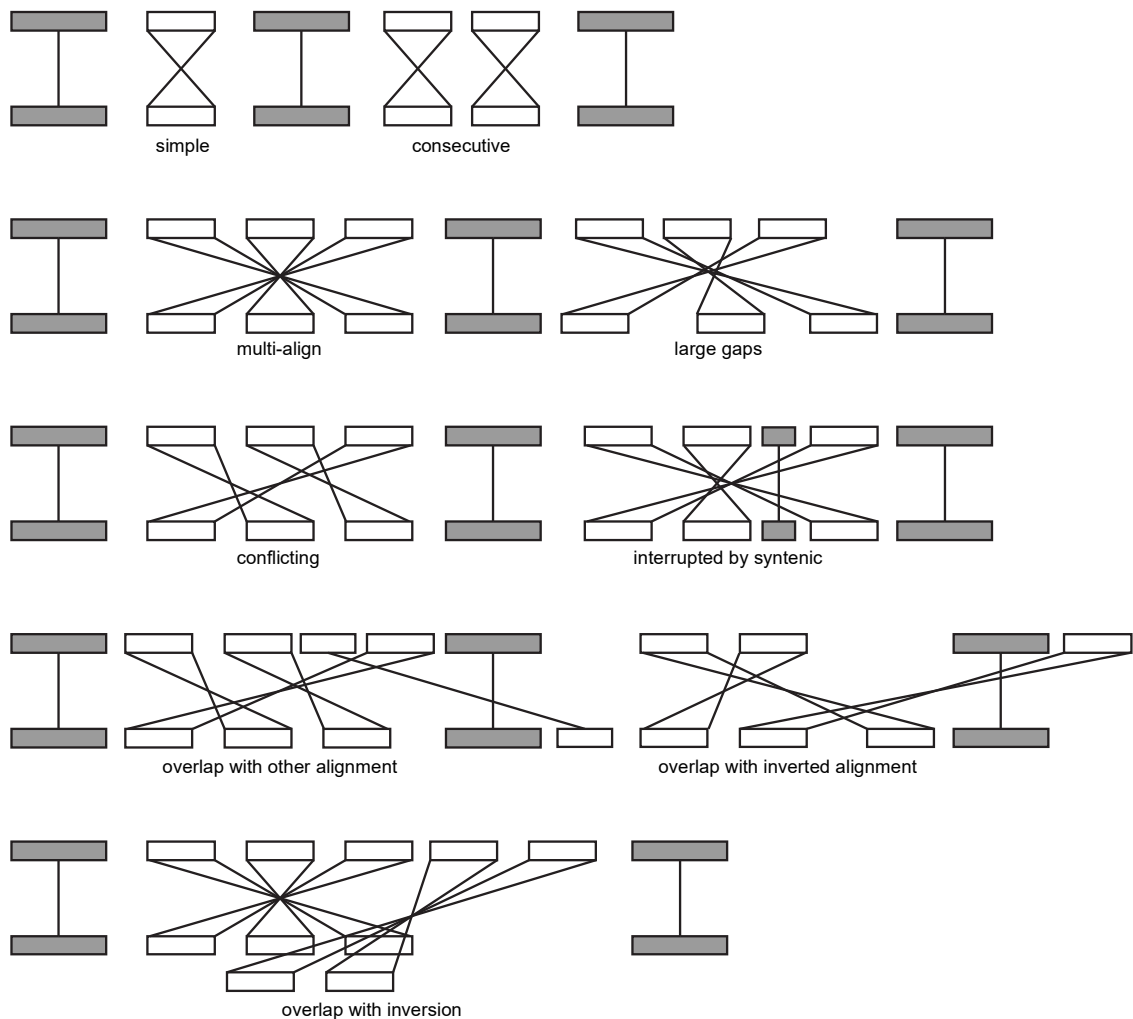 simple
consecutive
multi-align
large gaps
conflicting
interrupted by syntenic
overlap with other alignment
overlap with inverted alignment
overlap with inversion